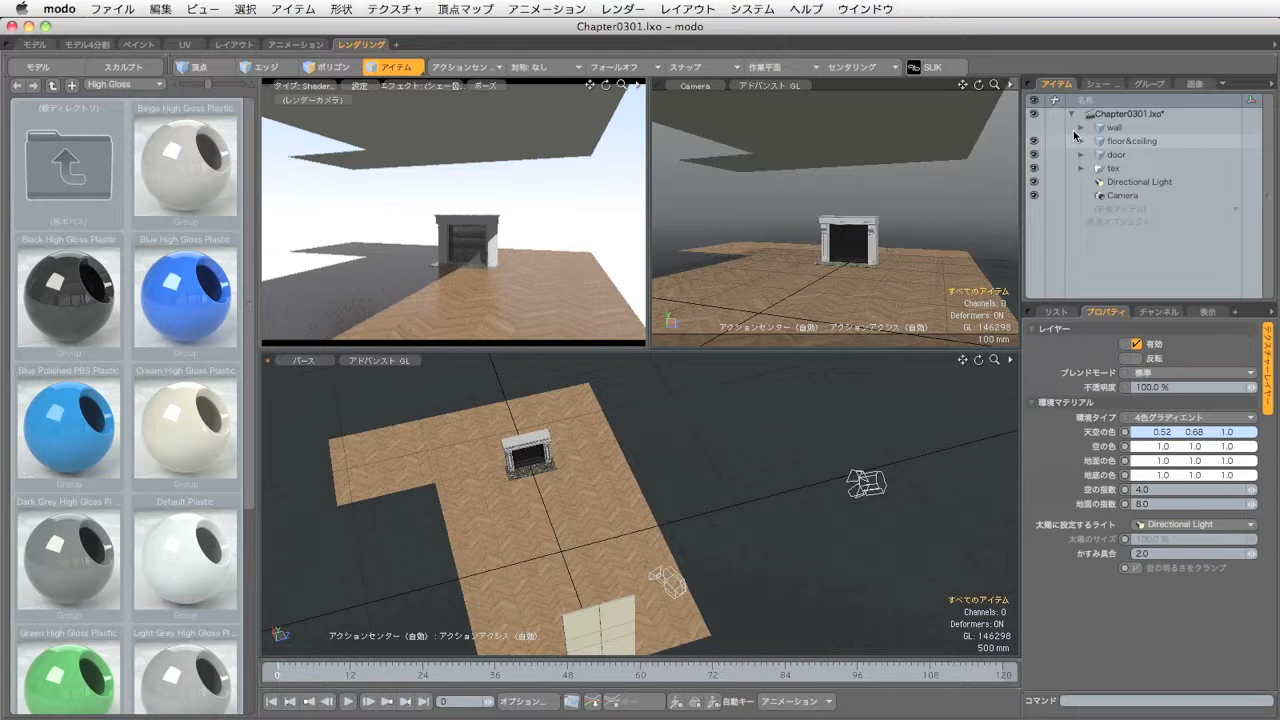 modo ファイル 編集 ビュー 選択 アイテム 形状 テクスチャ 頂点マップ アニメーション レンダー レイアウト システム ヘルプ ウインドウ
Chapter0301.lxo - modo
モデル モデル4分割 ペイント UV レイアウト アニメーション レンダリング +
モデル スカルプト 頂点 エッジ ポリゴン アイテム アクションセン... 対称: なし フォールオフ スナップ 作業平面 センタリング SLIK
High Gloss
(親ディレクトリ)
(基本パス)
Beige High Gloss Plastic
Group
Black High Gloss Plastic
Group
Blue High Gloss Plastic
Group
Blue Polished PBS Plastic
Group
Cream High Gloss Plastic
Group
Dark Grey High Gloss Pl...
Group
Default Plastic
Group
Green High Gloss Plastic
Light Grey High Gloss Pl...
タイプ: Shader... 設定 ポーズ
(レンダーカメラ)
Camera アドバンスト GL
すべてのアイテム
Channels: 0
Deformers: ON
GL: 146298
100 mm
アクションセンター (自動) : アクションアクシス (自動)
パース アドバンスト GL
すべてのアイテム
Channels: 0
Deformers: ON
GL: 146298
500 mm
アクションセンター (自動) : アクションアクシス (自動)
0 12 24 36 48 60 72 84 96 108 120
0 オプション... 自動キー アニメーション
アイテム シェー ... グループ 画像
名称
Chapter0301.lxo*
wall
floor&ceiling
door
tex
Directional Light
Camera
(新規アイテム)
リスト プロパティ チャンネル 表示 +
レイヤー
有効
反転
ブレンドモード 標準
不透明度 100.0 %
環境マテリアル
環境タイプ 4色グラディエント
天空の色 0.52 0.68 1.0
空の色 1.0 1.0 1.0
地面の色 1.0 1.0 1.0
地底の色 1.0 1.0 1.0
空の指数 4.0
地面の指数 8.0
太陽に設定するライト Directional Light
太陽のサイズ 100.0 %
かすみ具合 2.0
空の明るさをクランプ
テクスチャーレイヤー
コマンド